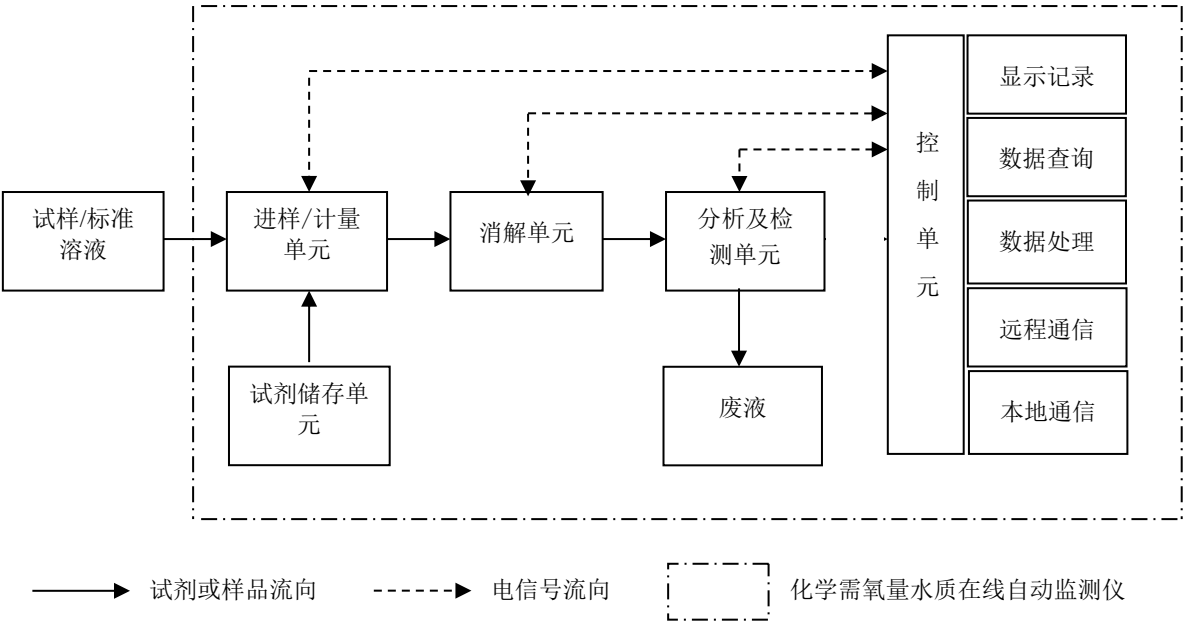 显示记录
控
制
单
元
数据查询
试样/标准
溶液
进样/计量
单元
消解单元
分析及检
测单元
数据处理
远程通信
试剂储存单
元
废液
本地通信
试剂或样品流向
电信号流向
化学需氧量水质在线自动监测仪